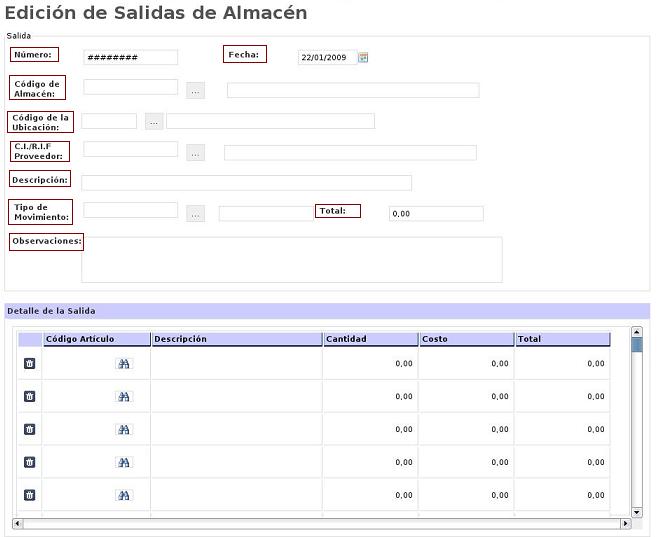 Edición de Salidas de Almacén
Salida
Número: ######## Fecha: 22/01/2009
Código de
Almacén: ...
Código de la
Ubicación: ...
C.I./R.I.F
Proveedor: ...
Descripción:
Tipo de
Movimiento: ... Total: 0,00
Observaciones:
Detalle de la Salida
Código Artículo Descripción Cantidad Costo Total
0,00 0,00 0,00
0,00 0,00 0,00
0,00 0,00 0,00
0,00 0,00 0,00
0,00 0,00 0,00